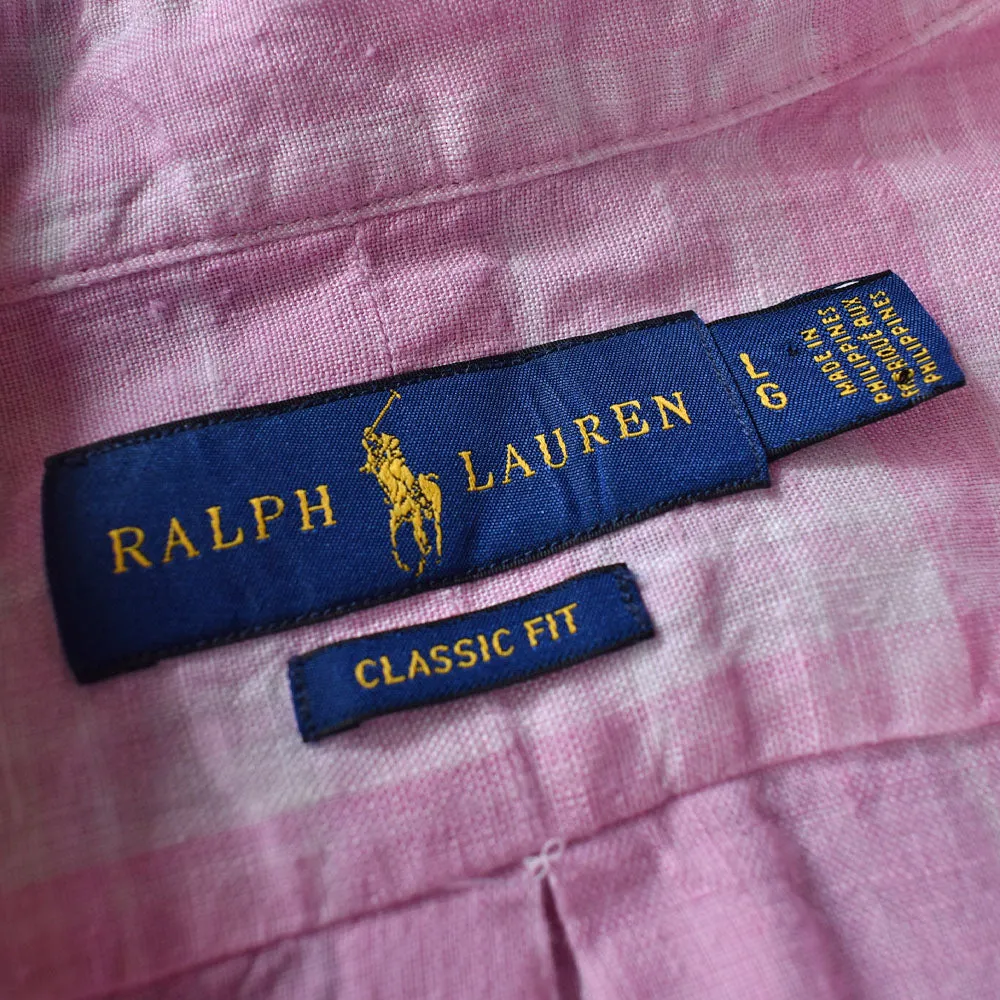 RALPH LAUREN
L
G
MADE IN
PHILIPPINES
FABRIQUÉ AUX
PHILIPPINES
CLASSIC FIT